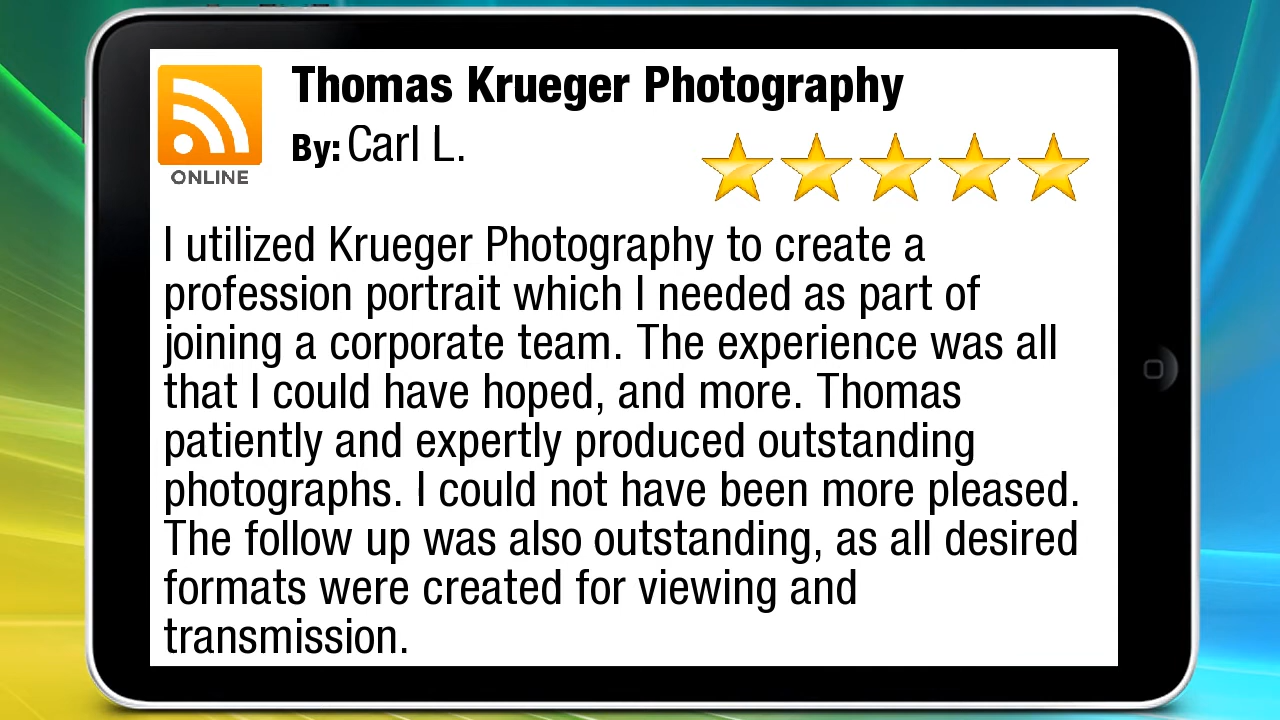 Thomas Krueger Photography
By: Carl L.
ONLINE
I utilized Krueger Photography to create a
profession portrait which I needed as part of
joining a corporate team. The experience was all
that I could have hoped, and more. Thomas
patiently and expertly produced outstanding
photographs. I could not have been more pleased.
The follow up was also outstanding, as all desired
formats were created for viewing and
transmission.